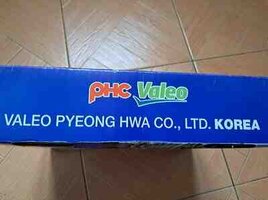 PHC Valeo
VALEO PYEONG HWA CO., LTD. KOREA